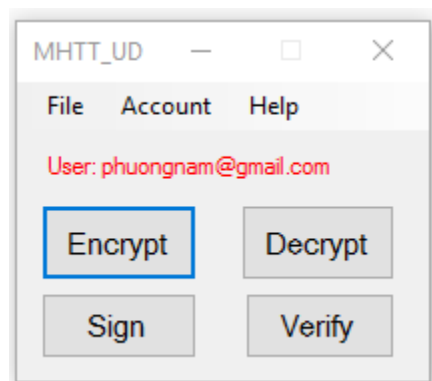 MHTT_UD
File Account Help
User: phuongnam@gmail.com
Encrypt Decrypt
Sign Verify